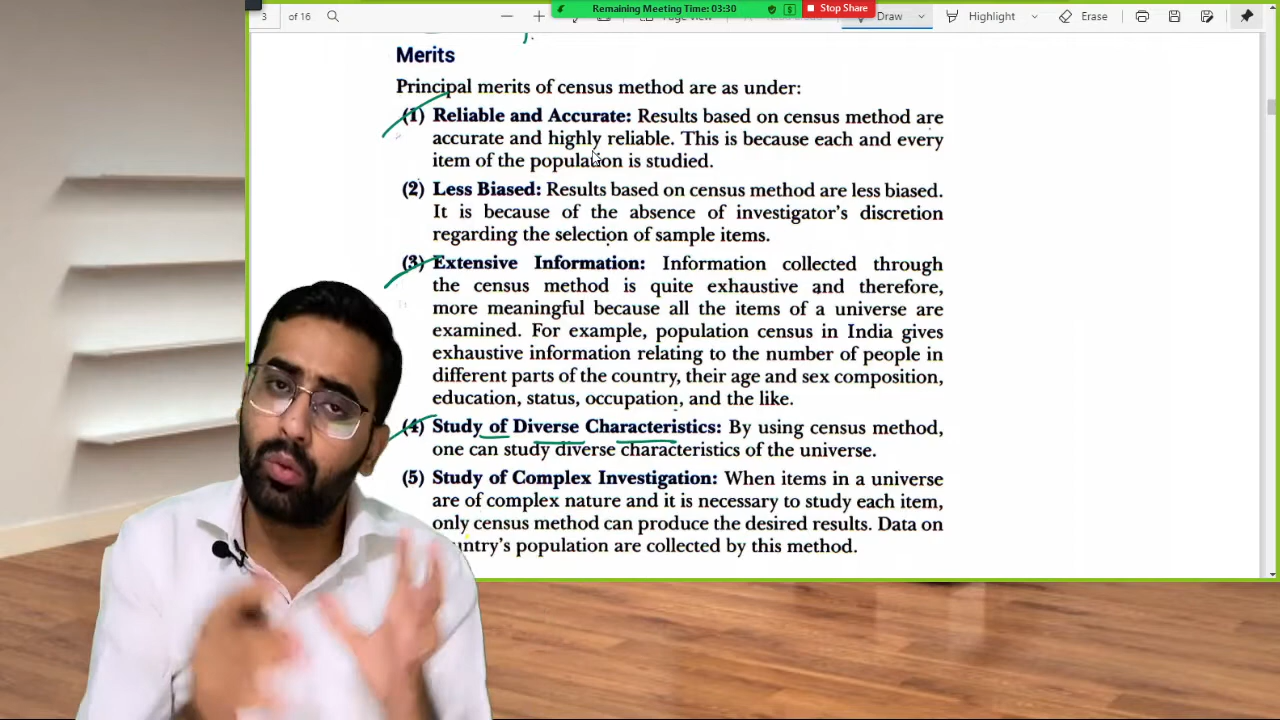 3 of 16
Remaining Meeting Time: 03:30
Stop Share
Draw
Highlight
Erase
Merits
Principal merits of census method are as under:
(1) Reliable and Accurate: Results based on census method are
accurate and highly reliable. This is because each and every
item of the population is studied.
(2) Less Biased: Results based on census method are less biased.
It is because of the absence of investigator's discretion
regarding the selection of sample items.
(3) Extensive Information: Information collected through
the census method is quite exhaustive and therefore,
more meaningful because all the items of a universe are
examined. For example, population census in India gives
exhaustive information relating to the number of people in
different parts of the country, their age and sex composition,
education, status, occupation, and the like.
(4) Study of Diverse Characteristics: By using census method,
one can study diverse characteristics of the universe.
(5) Study of Complex Investigation: When items in a universe
are of complex nature and it is necessary to study each item,
only census method can produce the desired results. Data on
population are collected by this method.